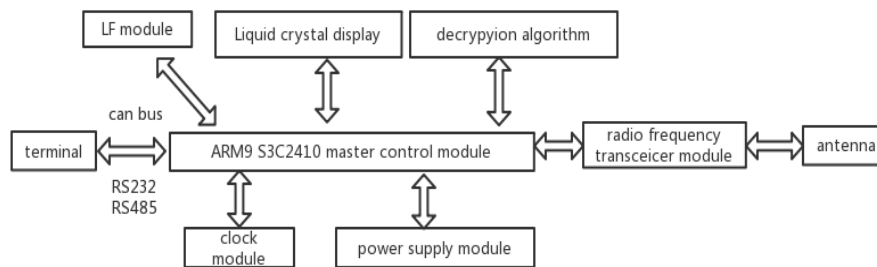 LF module
Liquid crystal display
decrypyion algorithm
can bus
terminal
ARM9 S3C2410 master control module
radio frequency
transceicer module
antenna
RS232
RS485
clock
module
power supply module